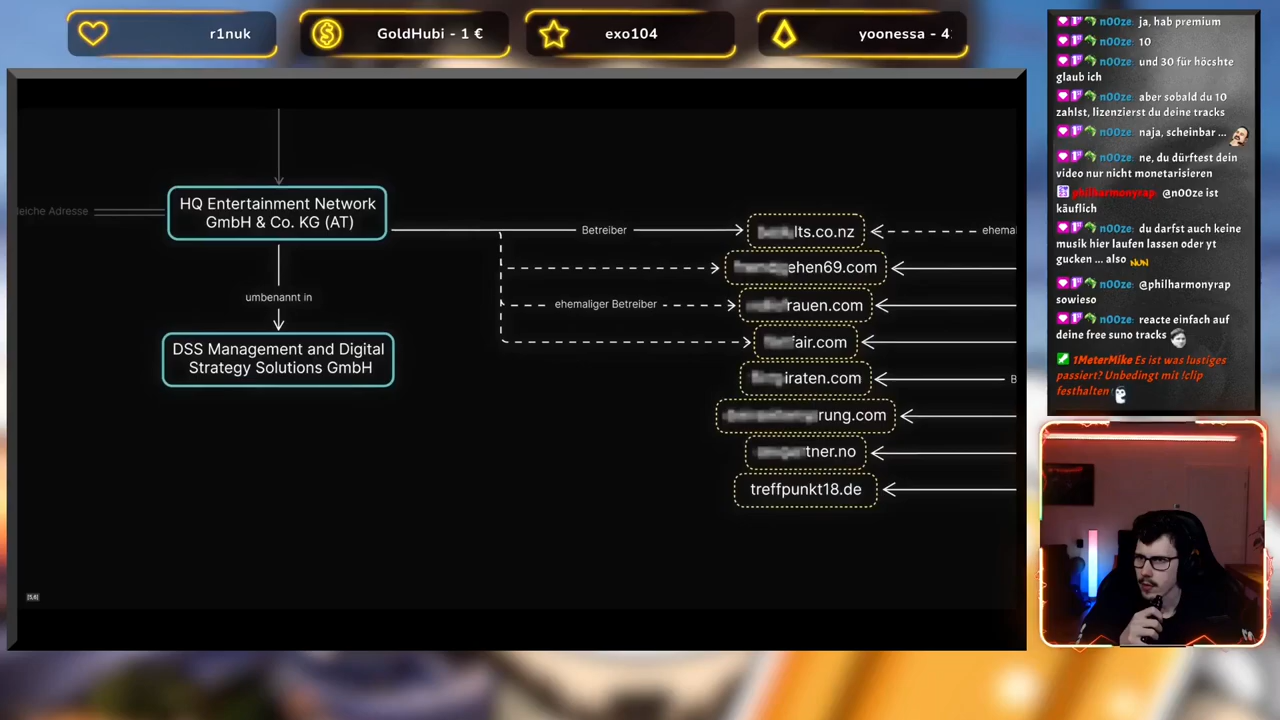 r1nuk
GoldHubi - 1 €
exo104
yoonessa - 4
eleiche Adresse
HQ Entertainment Network
GmbH & Co. KG (AT)
umbenannt in
DSS Management and Digital
Strategy Solutions GmbH
Betreiber
ehemaliger Betreiber
lts.co.nz
ehemal
ehen69.com
rauen.com
fair.com
iraten.com
B
rung.com
tner.no
treffpunkt18.de
n00ze: ja, hab premium
n00ze: 10
n00ze: und 30 für höcshte
glaub ich
n00ze: aber sobald du 10
zahlst, lizenzierst du deine tracks
n00ze: naja, scheinbar ...
n00ze: ne, du dürftest dein
video nur nicht monetarisieren
philharmonyrap: @n00ze ist
käuflich
n00ze: du darfst auch keine
musik hier laufen lassen oder yt
gucken ... also
NUN
n00ze: @philharmonyrap
sowieso
n00ze: reacte einfach auf
deine free suno tracks
1MeterMike Es ist was lustiges
passiert? Unbedingt mit !clip
festhalten